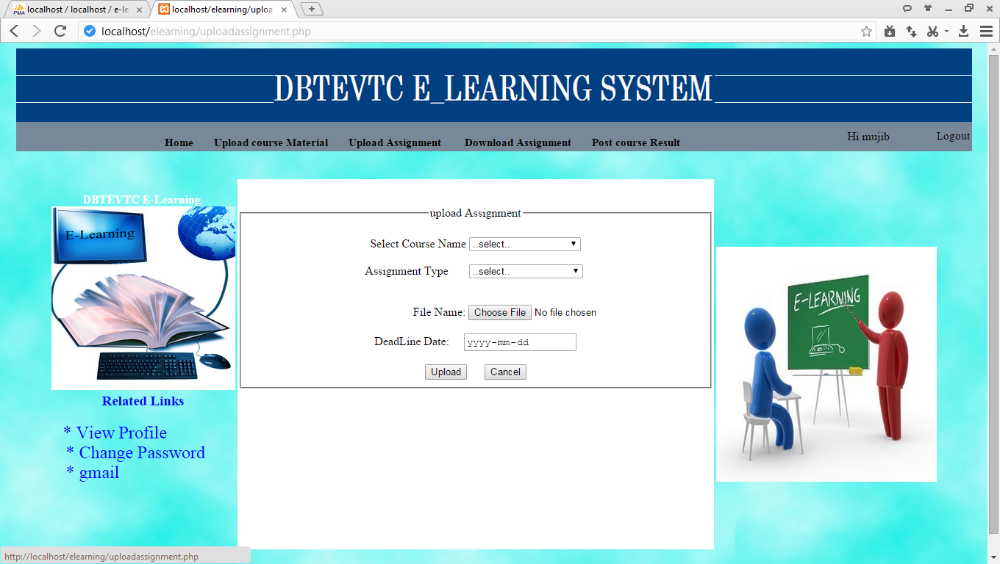 localhost / localhost / e-le
localhost/elearning/uploa
localhost/elearning/uploadassignment.php
DBTEVTC E_LEARNING SYSTEM
Home Upload course Material Upload Assignment Download Assignment Post course Result Hi mujib Logout
DBTEVTC E-Learning
E-Learning
Related Links
* View Profile
* Change Password
* gmail
upload Assignment
Select Course Name ..select..
Assignment Type ..select..
File Name: Choose File No file chosen
DeadLine Date: yyyy-mm-dd
Upload Cancel
E-LEARNING
http://localhost/elearning/uploadassignment.php
PMA